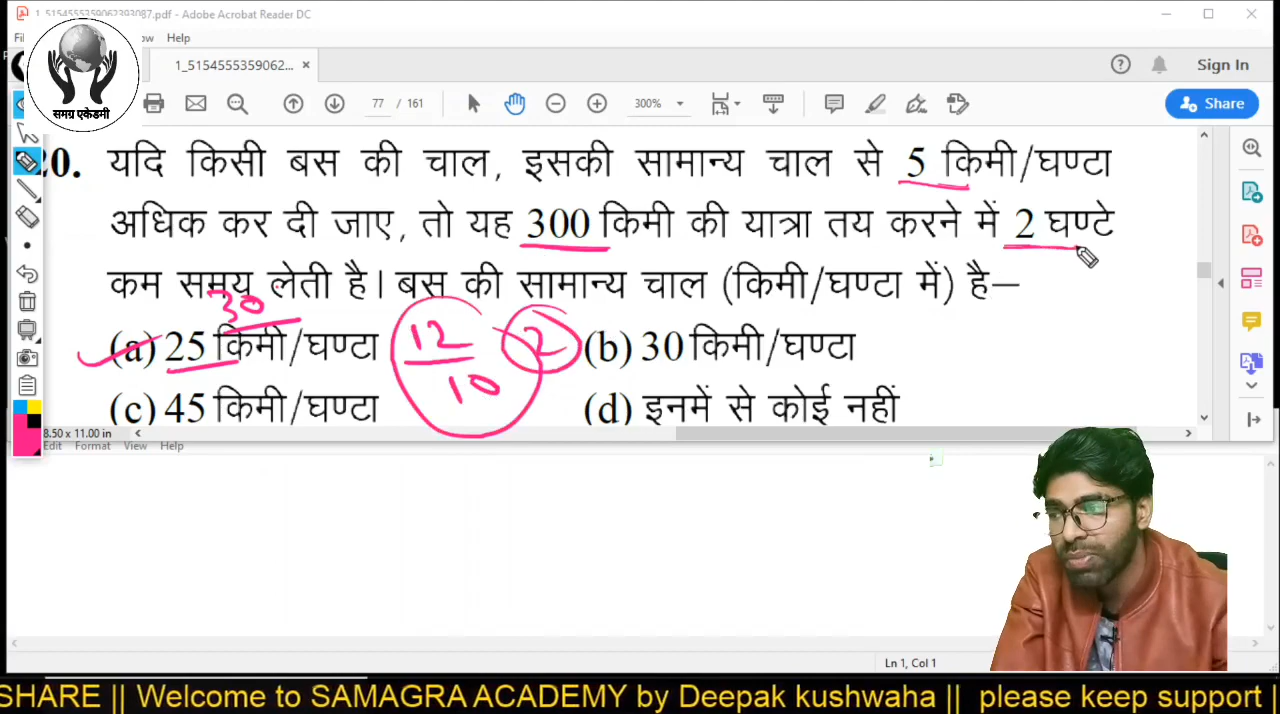 1_5154555359062393087.pdf - Adobe Acrobat Reader DC
ow Help
समग्र एकेडमी
1_5154555359062... ×
Sign In
77 / 161
300%
Share
20. यदि किसी बस की चाल, इसकी सामान्य चाल से 5 किमी/घण्टा
अधिक कर दी जाए, तो यह 300 किमी की यात्रा तय करने में 2 घण्टे
कम समय लेती है। बस की सामान्य चाल (किमी/घण्टा में) है—
30
(a) 25 किमी/घण्टा
12
10
2
(b) 30 किमी/घण्टा
(c) 45 किमी/घण्टा
(d) इनमें से कोई नहीं
8.50 x 11.00 in
Edit Format View Help
Ln 1, Col 1
SHARE || Welcome to SAMAGRA ACADEMY by Deepak kushwaha || please keep support |